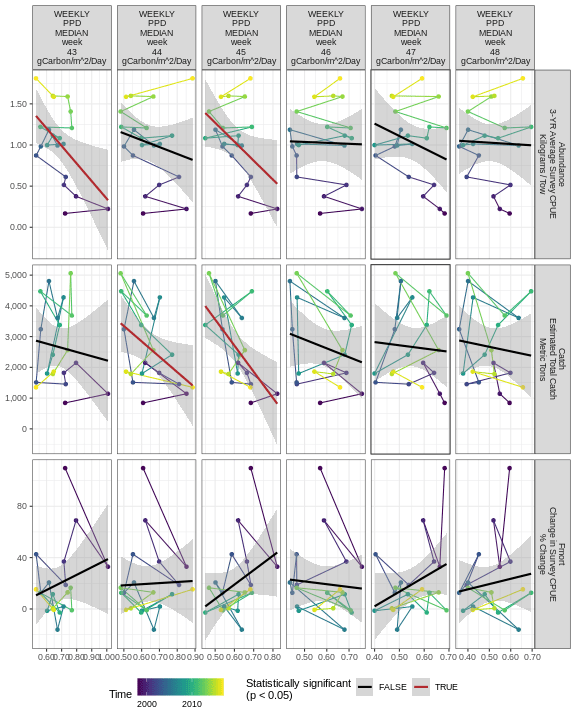 WEEKLY WEEKLY WEEKLY WEEKLY WEEKLY WEEKLY
PPD PPD PPD PPD PPD PPD
MEDIAN MEDIAN MEDIAN MEDIAN MEDIAN MEDIAN
week week week week week week
43 44 45 46 47 48
gCarbon/m^2/Day gCarbon/m^2/Day gCarbon/m^2/Day gCarbon/m^2/Day gCarbon/m^2/Day gCarbon/m^2/Day
1.50
1.00
0.50
0.00
Abundance
3-YR Average Survey CPUE
Kilograms/Tow
5,000
4,000
3,000
2,000
1,000
0
Catch
Estimated Total Catch
Metric Tons
80
40
0
Fmort
Change in Survey CPUE
% Change
0.60 0.70 0.80 0.90 1.00 0.50 0.60 0.70 0.80 0.90 0.50 0.60 0.70 0.80 0.50 0.60 0.70 0.40 0.50 0.60 0.70 0.40 0.50 0.60 0.70
Time
2000 2010
Statistically significant
(p < 0.05)
FALSE TRUE